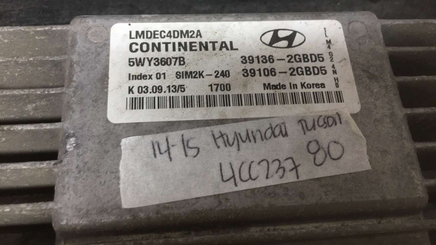 LMDEC4DM2A
CONTINENTAL
HYUNDAI
5WY3607B 39136-2GBD5
Index 01 SIM2K-240 39106-2GBD5
K 03.09.13/5 1700 Made in Korea
14-15 Hyundai Tucson
4CC237 80